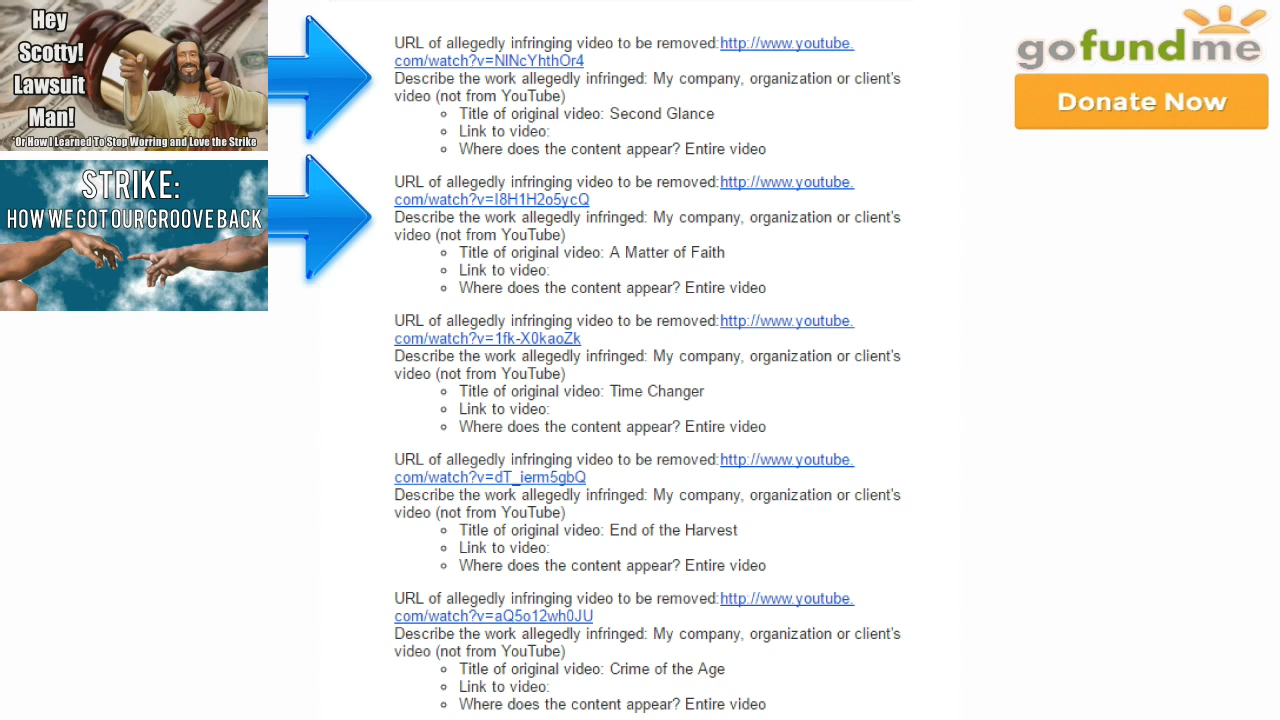 Hey
Scotty!
Lawsuit
Man!
*Or How I Learned To Stop Worring and Love the Strike
STRIKE:
HOW WE GOT OUR GROOVE BACK
URL of allegedly infringing video to be removed:http://www.youtube.
com/watch?v=NlNcYhthOr4
Describe the work allegedly infringed: My company, organization or client's
video (not from YouTube)
Title of original video: Second Glance
Link to video:
Where does the content appear? Entire video
URL of allegedly infringing video to be removed:http://www.youtube.
com/watch?v=I8H1H2o5ycQ
Describe the work allegedly infringed: My company, organization or client's
video (not from YouTube)
Title of original video: A Matter of Faith
Link to video:
Where does the content appear? Entire video
URL of allegedly infringing video to be removed:http://www.youtube.
com/watch?v=1fk-X0kaoZk
Describe the work allegedly infringed: My company, organization or client's
video (not from YouTube)
Title of original video: Time Changer
Link to video:
Where does the content appear? Entire video
URL of allegedly infringing video to be removed:http://www.youtube.
com/watch?v=dT_ierm5gbQ
Describe the work allegedly infringed: My company, organization or client's
video (not from YouTube)
Title of original video: End of the Harvest
Link to video:
Where does the content appear? Entire video
URL of allegedly infringing video to be removed:http://www.youtube.
com/watch?v=aQ5o12wh0JU
Describe the work allegedly infringed: My company, organization or client's
video (not from YouTube)
Title of original video: Crime of the Age
Link to video:
Where does the content appear? Entire video
gofundme
Donate Now